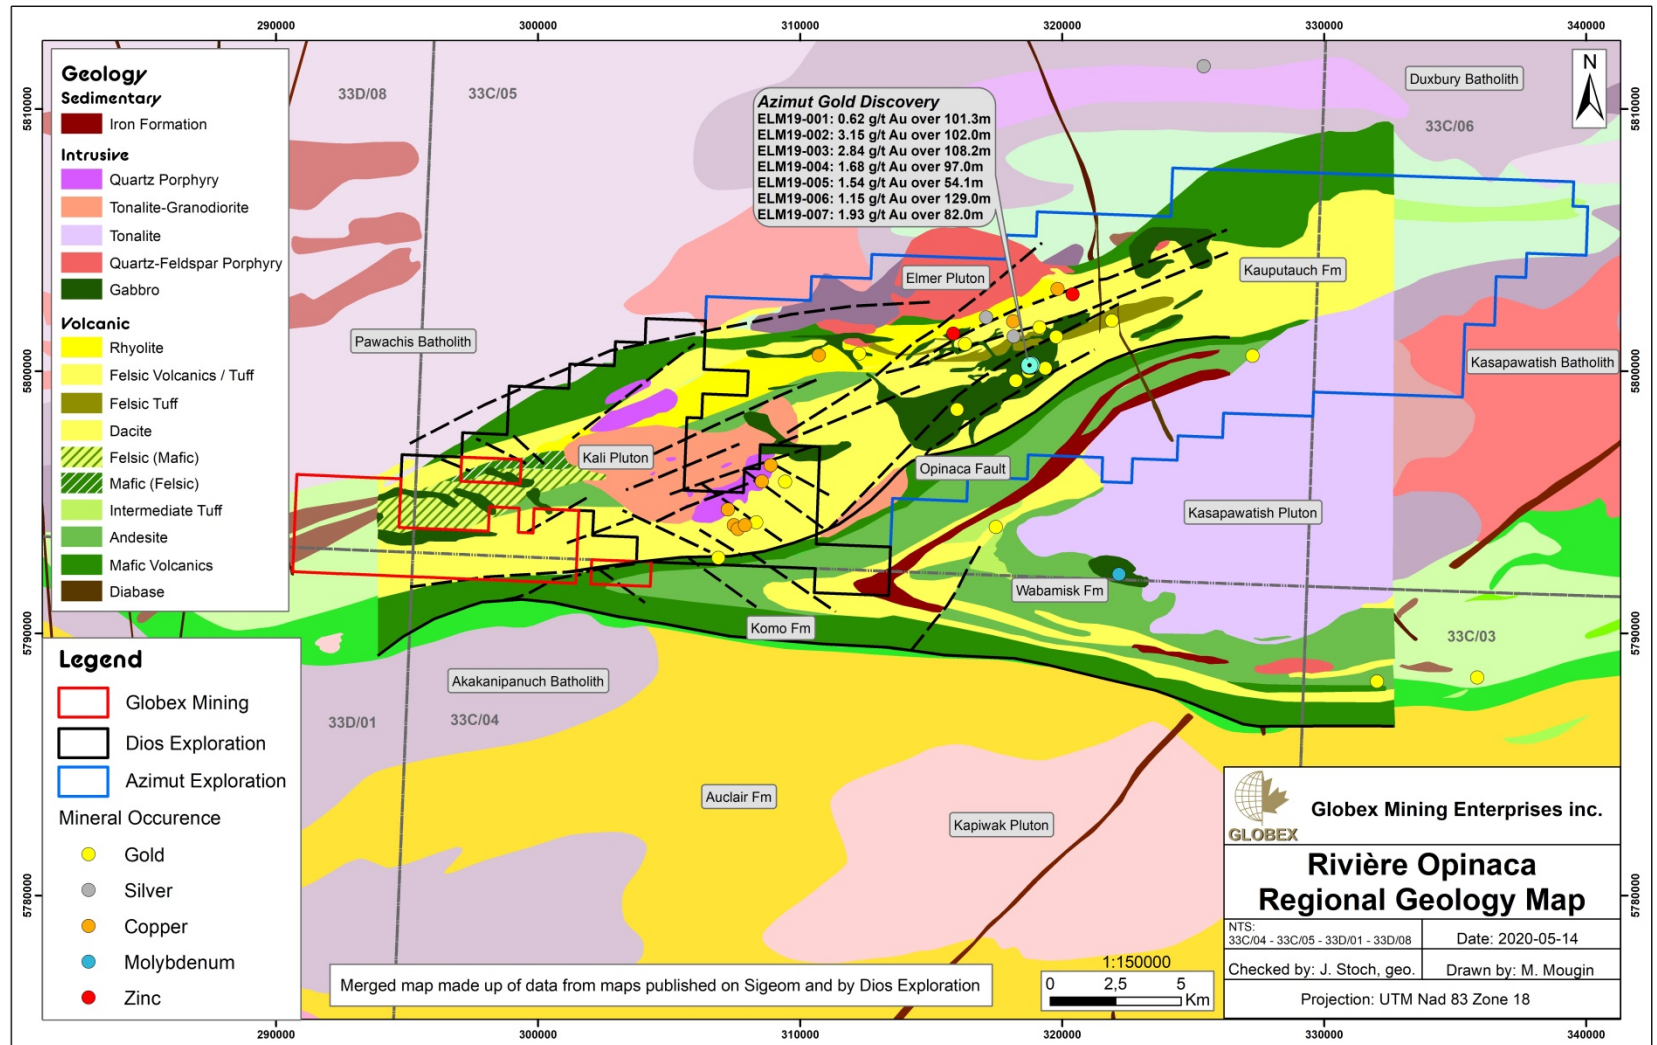 290000
300000
310000
320000
330000
340000
5810000
5800000
5790000
5780000
Geology
Sedimentary
Iron Formation
Intrusive
Quartz Porphyry
Tonalite-Granodiorite
Tonalite
Quartz-Feldspar Porphyry
Gabbro
Volcanic
Rhyolite
Felsic Volcanics / Tuff
Felsic Tuff
Dacite
Felsic (Mafic)
Mafic (Felsic)
Intermediate Tuff
Andesite
Mafic Volcanics
Diabase
Legend
Globex Mining
Dios Exploration
Azimut Exploration
Mineral Occurence
Gold
Silver
Copper
Molybdenum
Zinc
33D/08
33C/05
Azimut Gold Discovery
ELM19-001: 0.62 g/t Au over 101.3m
ELM19-002: 3.15 g/t Au over 102.0m
ELM19-003: 2.84 g/t Au over 108.2m
ELM19-004: 1.68 g/t Au over 97.0m
ELM19-005: 1.54 g/t Au over 54.1m
ELM19-006: 1.15 g/t Au over 129.0m
ELM19-007: 1.93 g/t Au over 82.0m
Duxbury Batholith
33C/06
N
Elmer Pluton
Kauputauch Fm
Pawachis Batholith
Kasapawatish Batholith
Kali Pluton
Opinaca Fault
Kasapawatish Pluton
Wabamisk Fm
Komo Fm
33C/03
Akakanipanuch Batholith
33D/01
33C/04
Auclair Fm
Kapiwak Pluton
Merged map made up of data from maps published on Sigeom and by Dios Exploration
1:150000
0
2,5
5
Km
GLOBEX
Globex Mining Enterprises inc.
Rivière Opinaca
Regional Geology Map
NTS:
33C/04 - 33C/05 - 33D/01 - 33D/08
Date: 2020-05-14
Checked by: J. Stoch, geo.
Drawn by: M. Mougin
Projection: UTM Nad 83 Zone 18
5810000
5800000
5790000
5780000
290000
300000
310000
320000
330000
340000